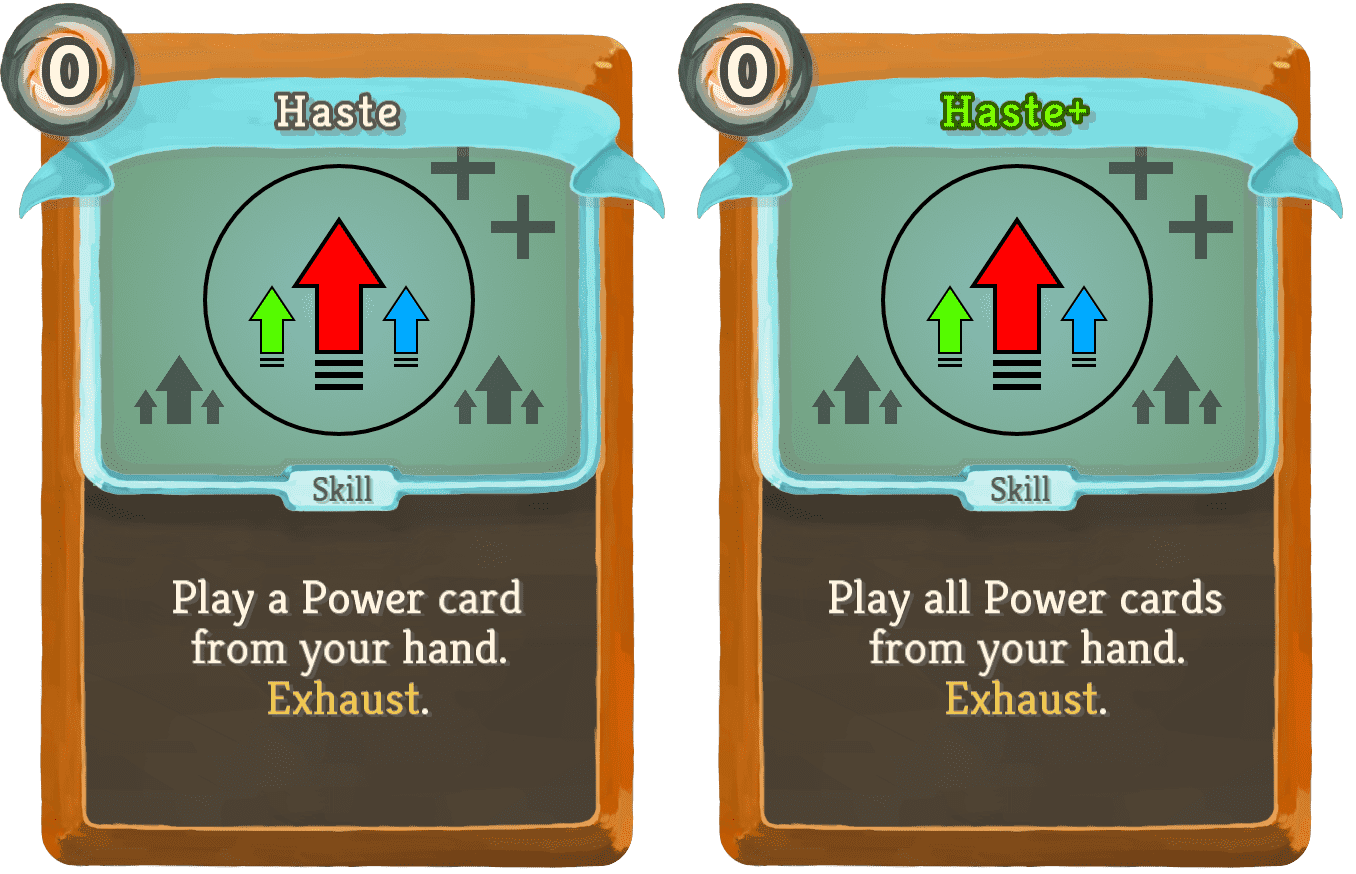 0
Haste
Skill
Play a Power card
from your hand.
Exhaust.
0
Haste+
Skill
Play all Power cards
from your hand.
Exhaust.